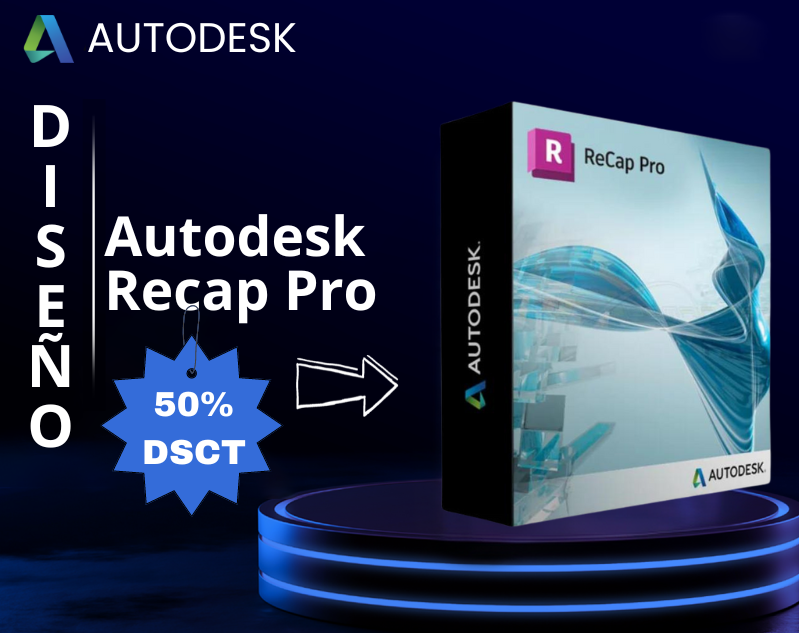 AUTODESK
DISEÑO
Autodesk
Recap Pro
50%
DSCT
R
ReCap Pro
AUTODESK.
AUTODESK.